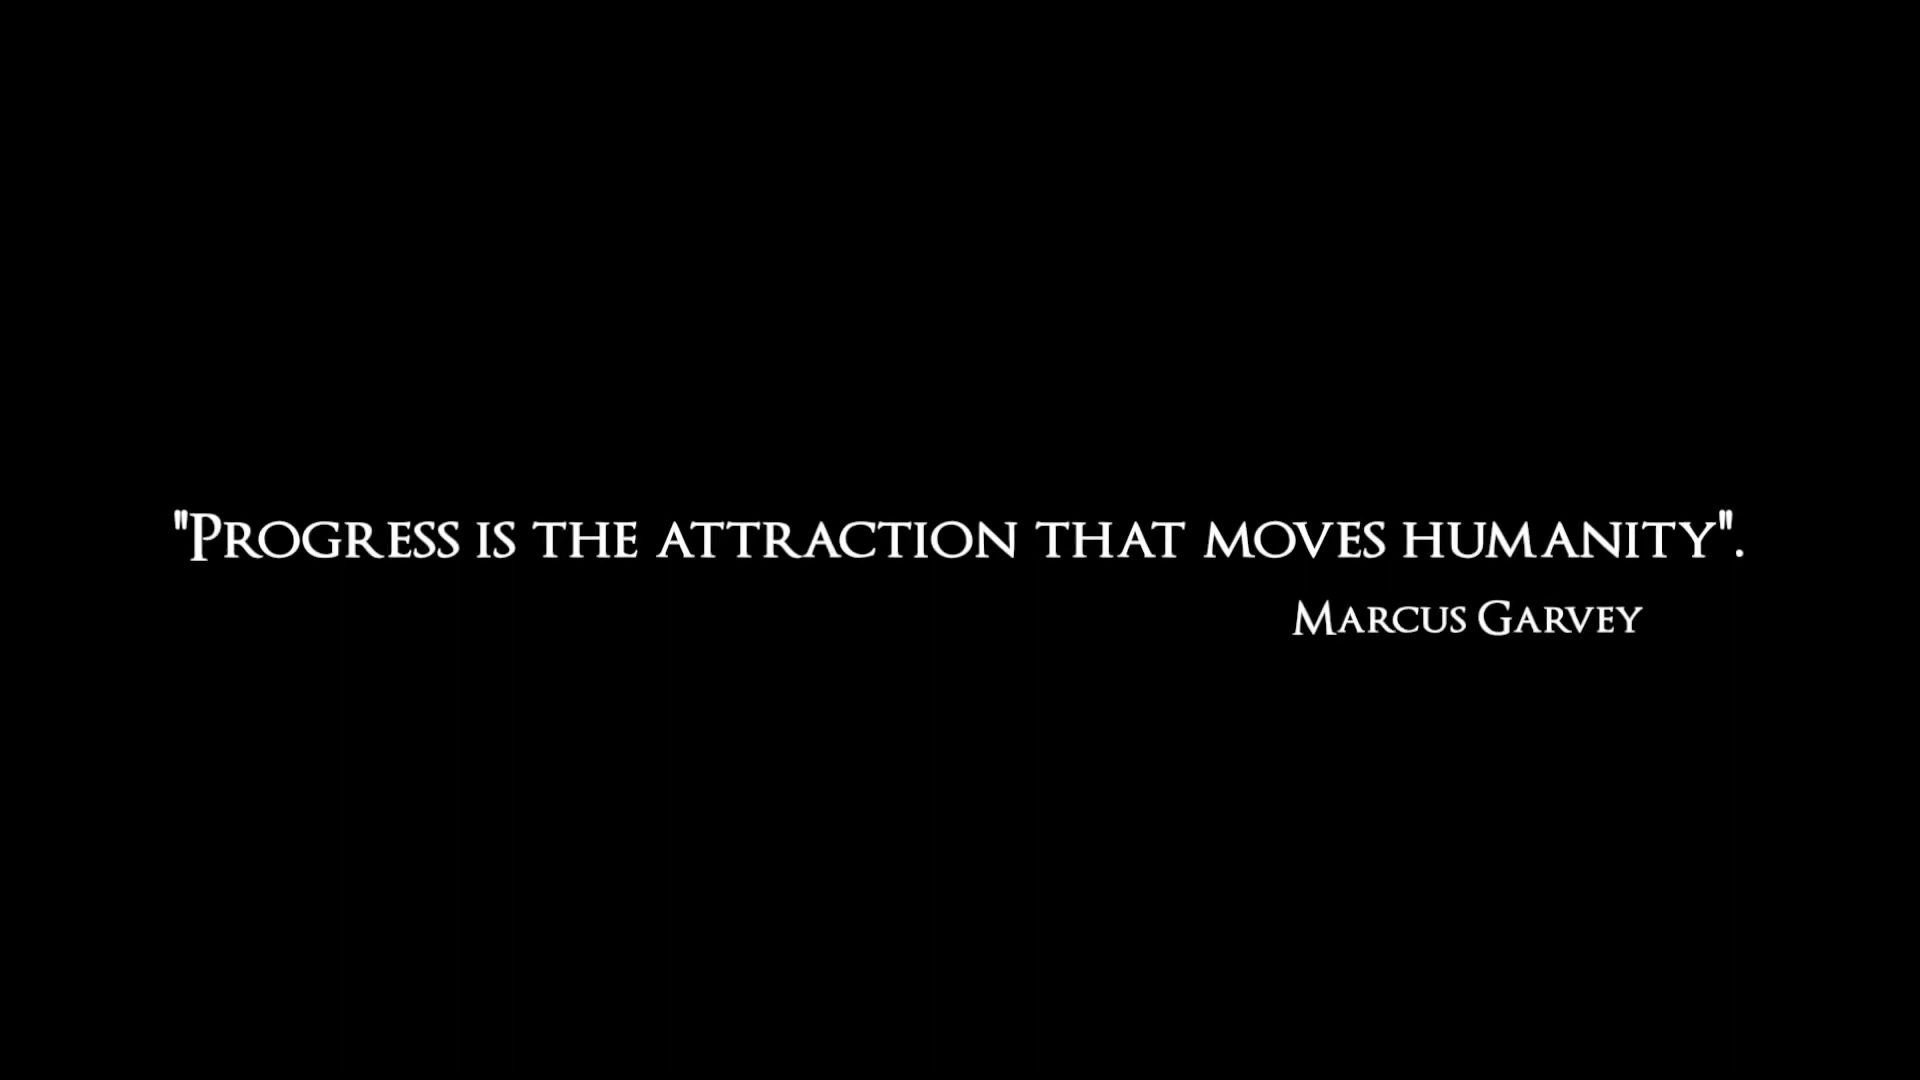 "Progress is the attraction that moves humanity".
Marcus Garvey